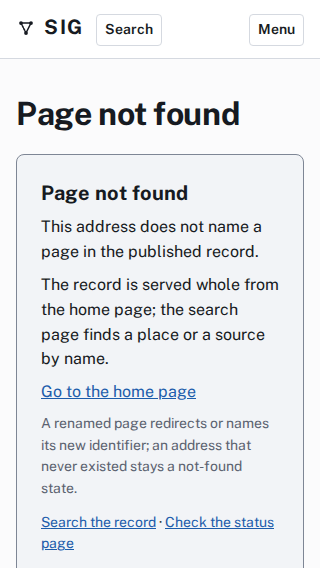 SIG
Search
Menu
Page not found
Page not found
This address does not name a
page in the published record.
The record is served whole from
the home page; the search
page finds a place or a source
by name.
Go to the home page
A renamed page redirects or names
its new identifier; an address that
never existed stays a not-found
state.
Search the record · Check the status
page